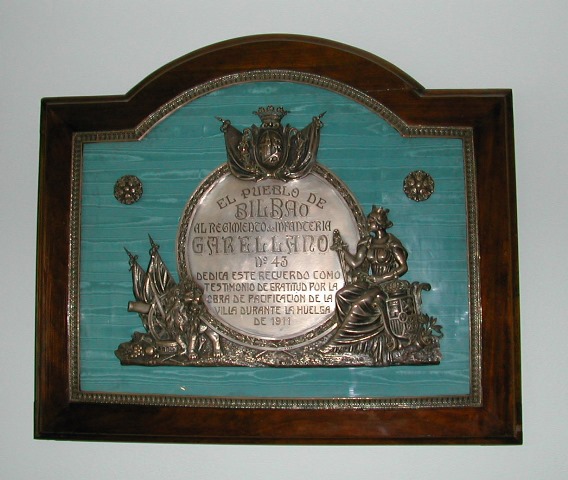 EL PUEBLO DE
BILBAO
AL REGIMIENTO DE INFANTERIA
GARELLANO
Nº 43
DEDICA ESTE RECUERDO COMO
TESTIMONIO DE GRATITUD POR LA
OBRA DE PACIFICACION DE LA
VILLA DURANTE LA HUELGA
DE 1911